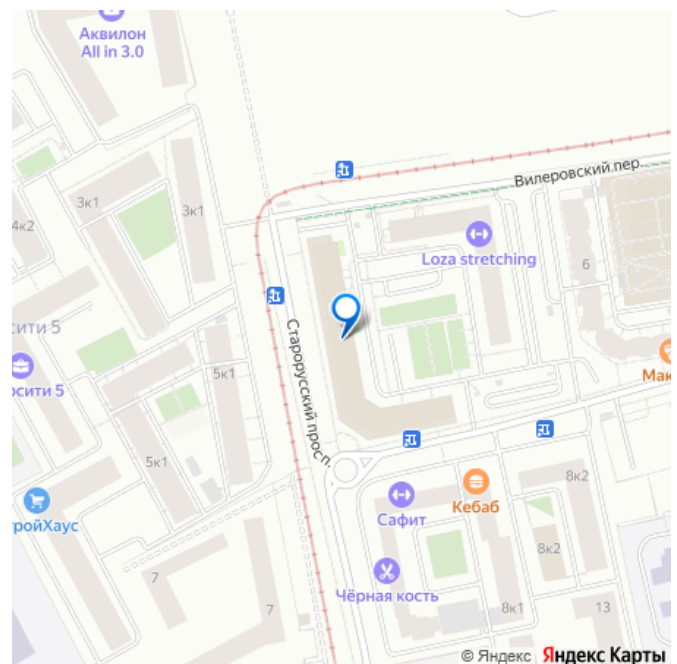 Аквилон
All in 3.0
Вилеровский пер.
3к1
3к1
4к2
Loza stretching
6
сити 5
Старорусский просп.
5к1
Мак
сити 5
5к1
8к2
Кебаб
Сафит
ройХаус
8к2
7
Чёрная кость
7
8к1
13
© Яндекс Яндекс Карты